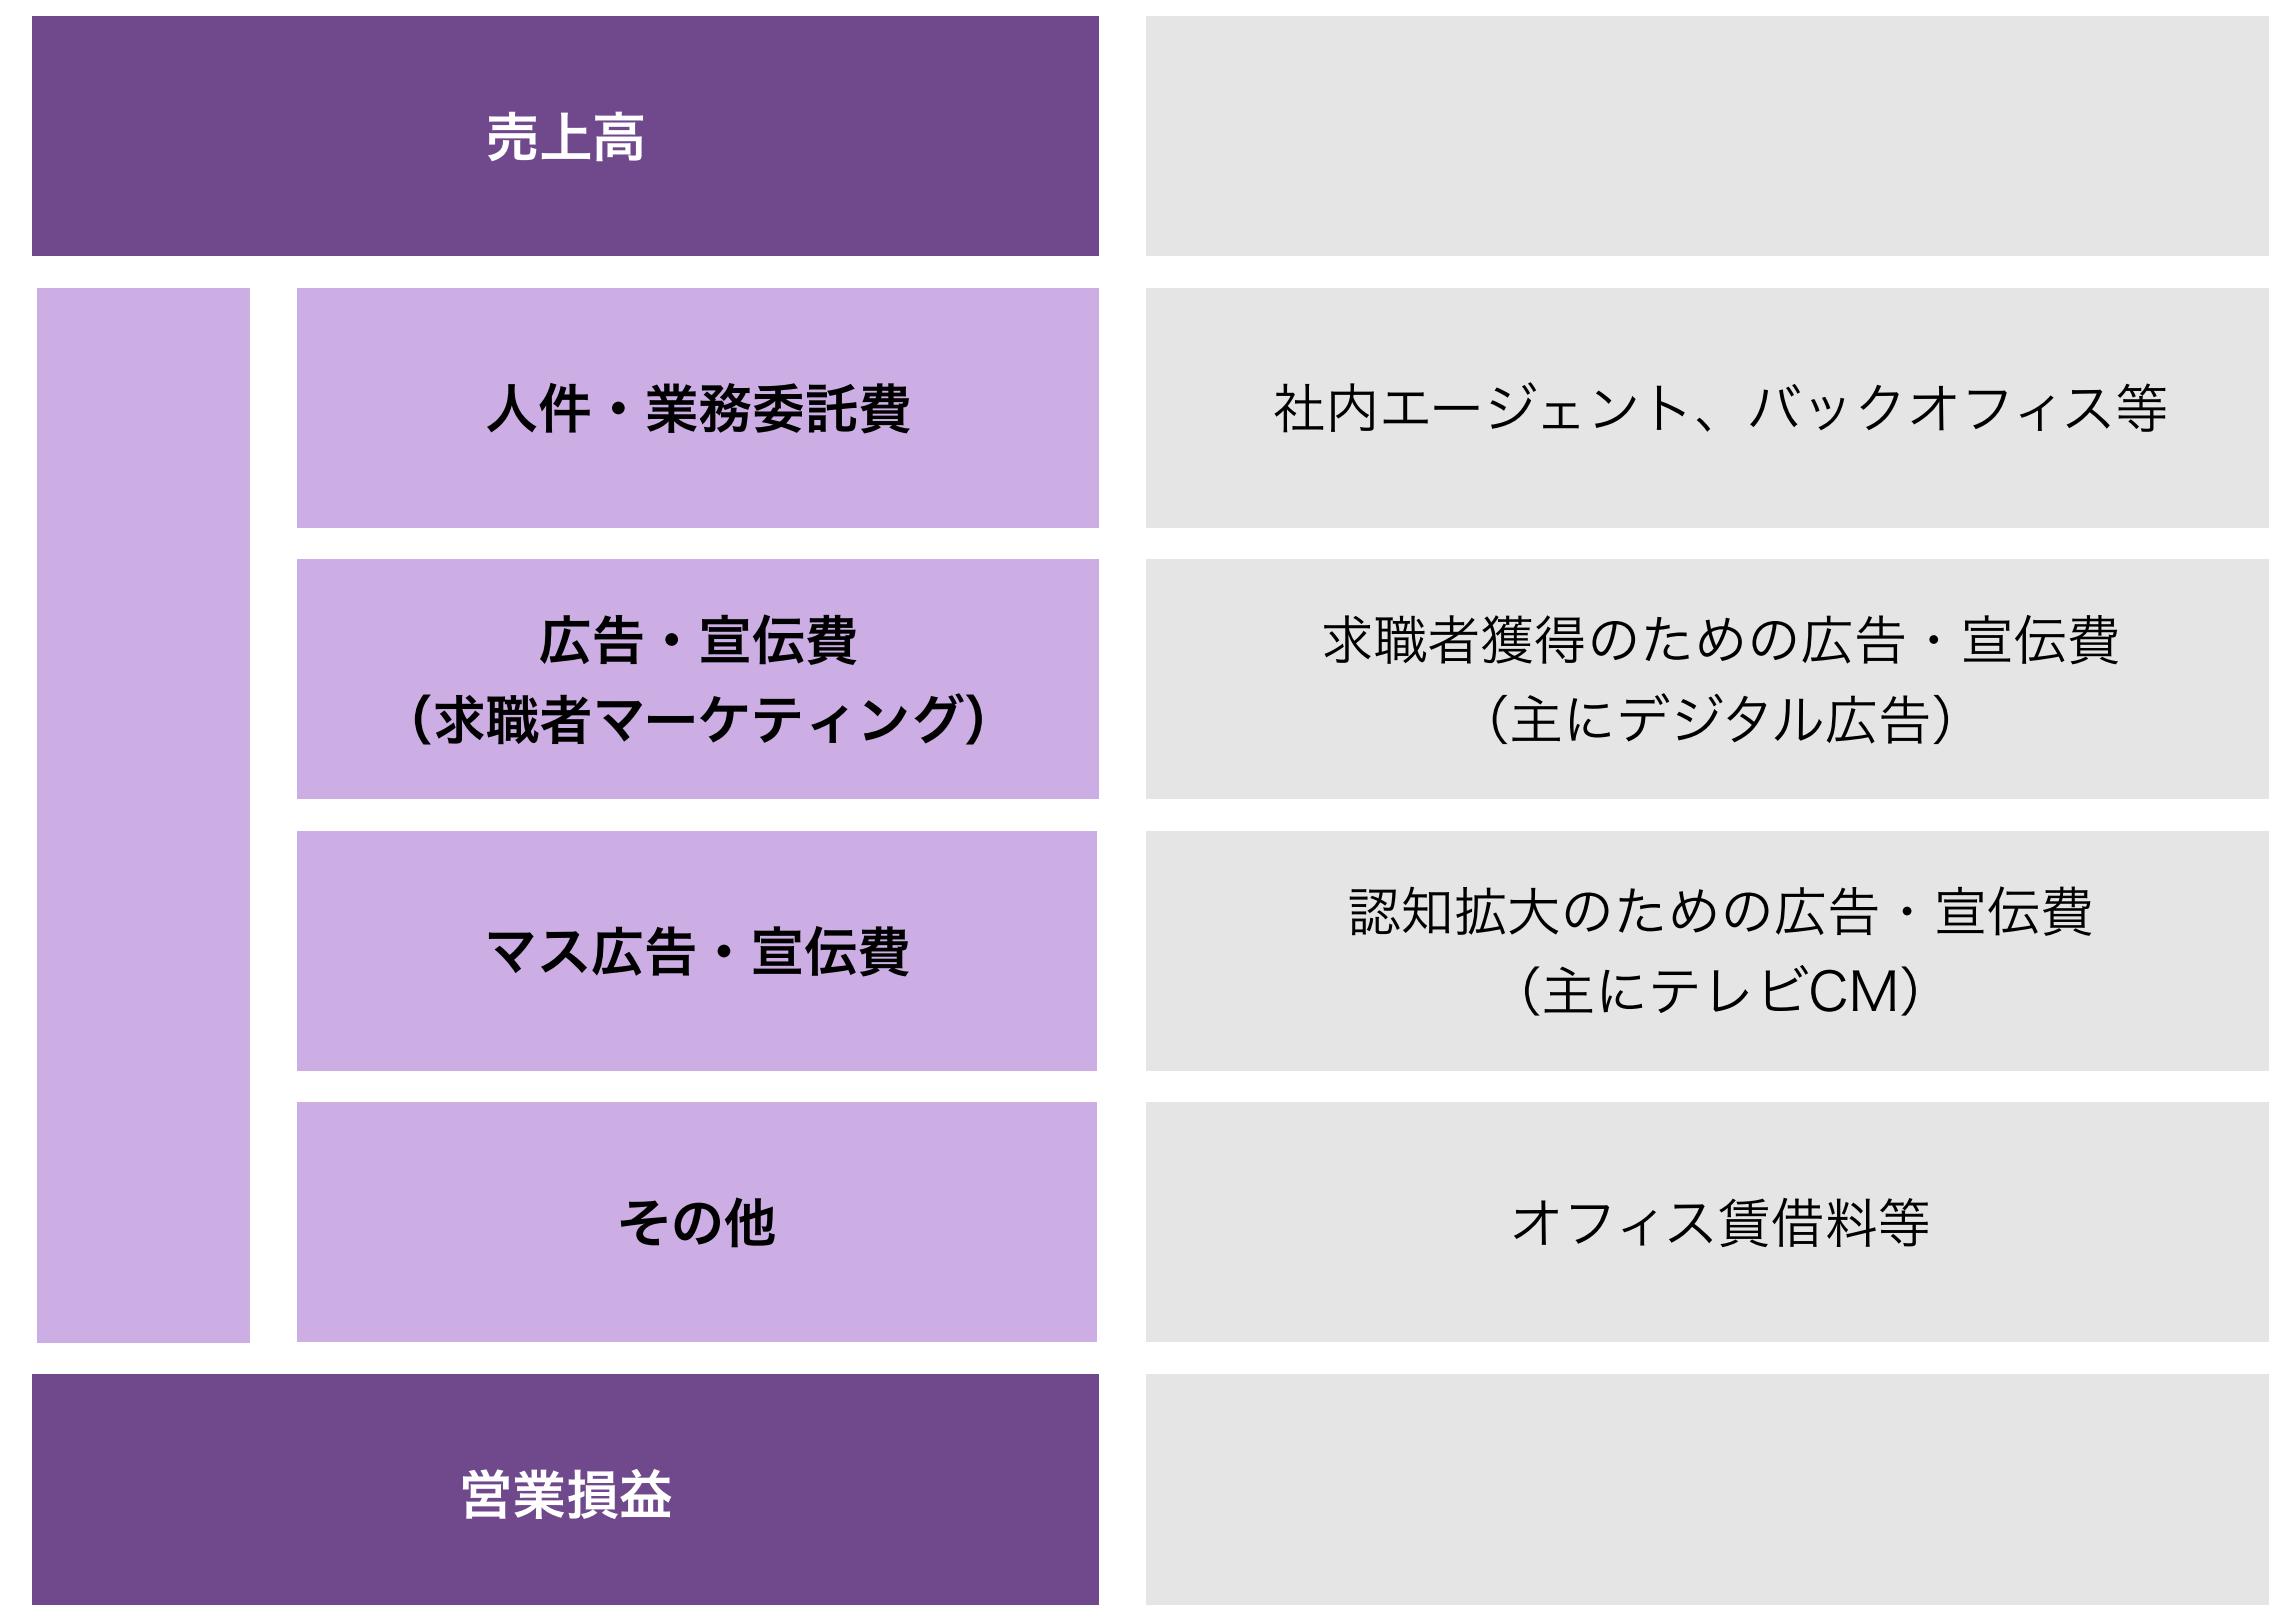 売上高
人件・業務委託費
社内エージェント、バックオフィス等
広告・宣伝費
（求職者マーケティング）
求職者獲得のための広告・宣伝費
（主にデジタル広告）
マス広告・宣伝費
認知拡大のための広告・宣伝費
（主にテレビCM）
その他
オフィス賃借料等
営業損益